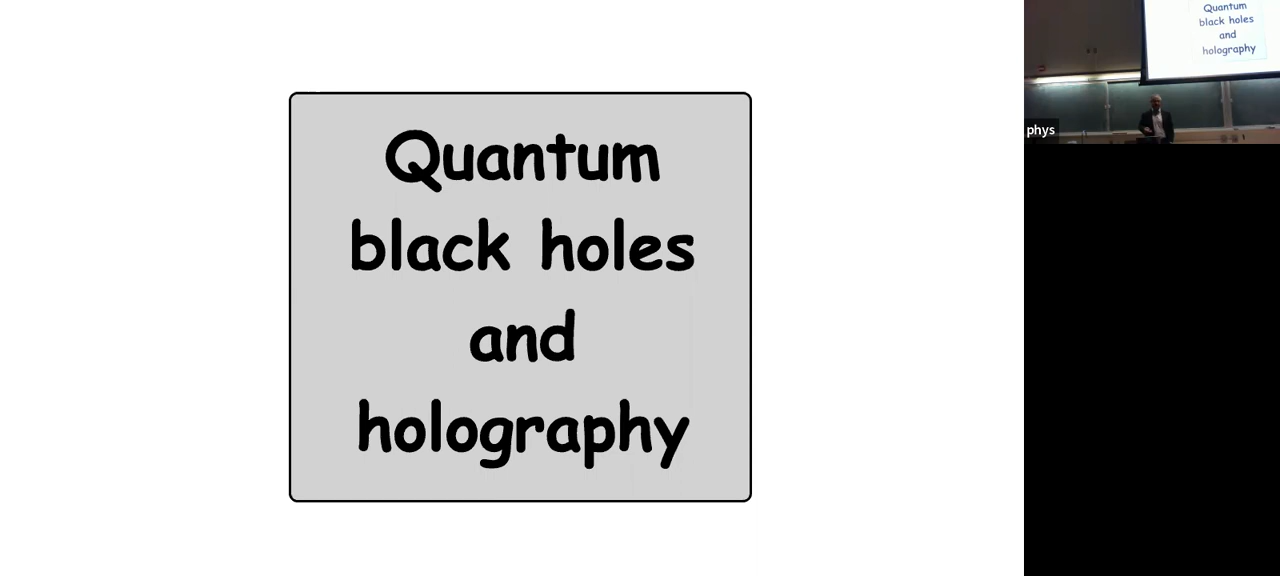 Quantum
black holes
and
holography
Quantum
black holes
and
holography
phys